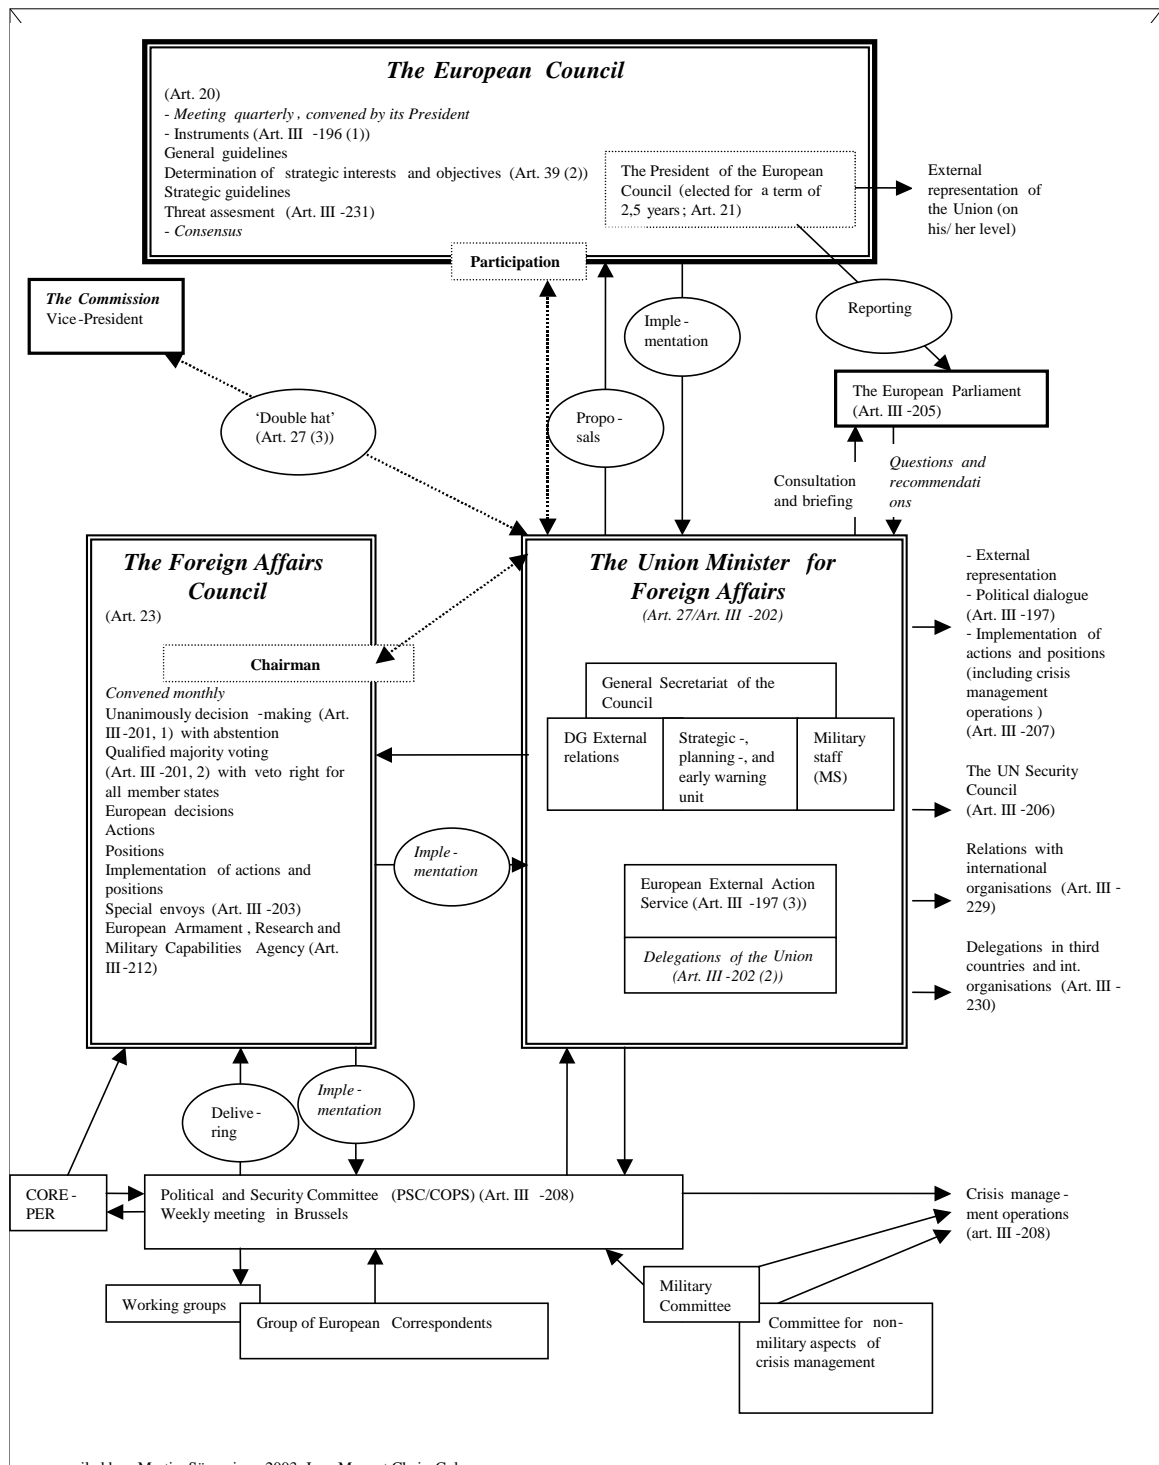 The European Council
(Art. 20)
- Meeting quarterly, convened by its President
- Instruments (Art. III -196 (1))
General guidelines
Determination of strategic interests and objectives (Art. 39 (2))
Strategic guidelines
Threat assesment (Art. III -231)
- Consensus
The President of the European
Council (elected for a term of
2,5 years; Art. 21)
External
representation of
the Union (on
his/ her level)
Participation
The Commission
Vice-President
Imple -
mentation
Reporting
The European Parliament
(Art. III -205)
'Double hat'
(Art. 27 (3))
Propo -
sals
Consultation
and briefing
Questions and
recommendati
ons
The Foreign Affairs
Council
(Art. 23)
Chairman
Convened monthly
Unanimously decision -making (Art.
III-201, 1) with abstention
Qualified majority voting
(Art. III -201, 2) with veto right for
all member states
European decisions
Actions
Positions
Implementation of actions and
positions
Special envoys (Art. III -203)
European Armament , Research and
Military Capabilities Agency (Art.
III-212)
The Union Minister for
Foreign Affairs
(Art. 27/Art. III -202)
General Secretariat of the
Council
DG External
relations
Strategic -,
planning -, and
early warning
unit
Military
staff
(MS)
Imple -
mentation
European External Action
Service (Art. III -197 (3))
Delegations of the Union
(Art. III -202 (2))
- External
representation
- Political dialogue
(Art. III -197)
- Implementation of
actions and positions
(including crisis
management
operations )
(Art. III -207)
The UN Security
Council
(Art. III -206)
Relations with
international
organisations (Art. III -
229)
Delegations in third
countries and int.
organisations (Art. III -
230)
Delive -
ring
Imple -
mentation
CORE -
PER
Political and Security Committee (PSC/COPS) (Art. III -208)
Weekly meeting in Brussels
Crisis manage -
ment operations
(art. III -208)
Working groups
Group of European Correspondents
Military
Committee
Committee for non-
military aspects of
crisis management